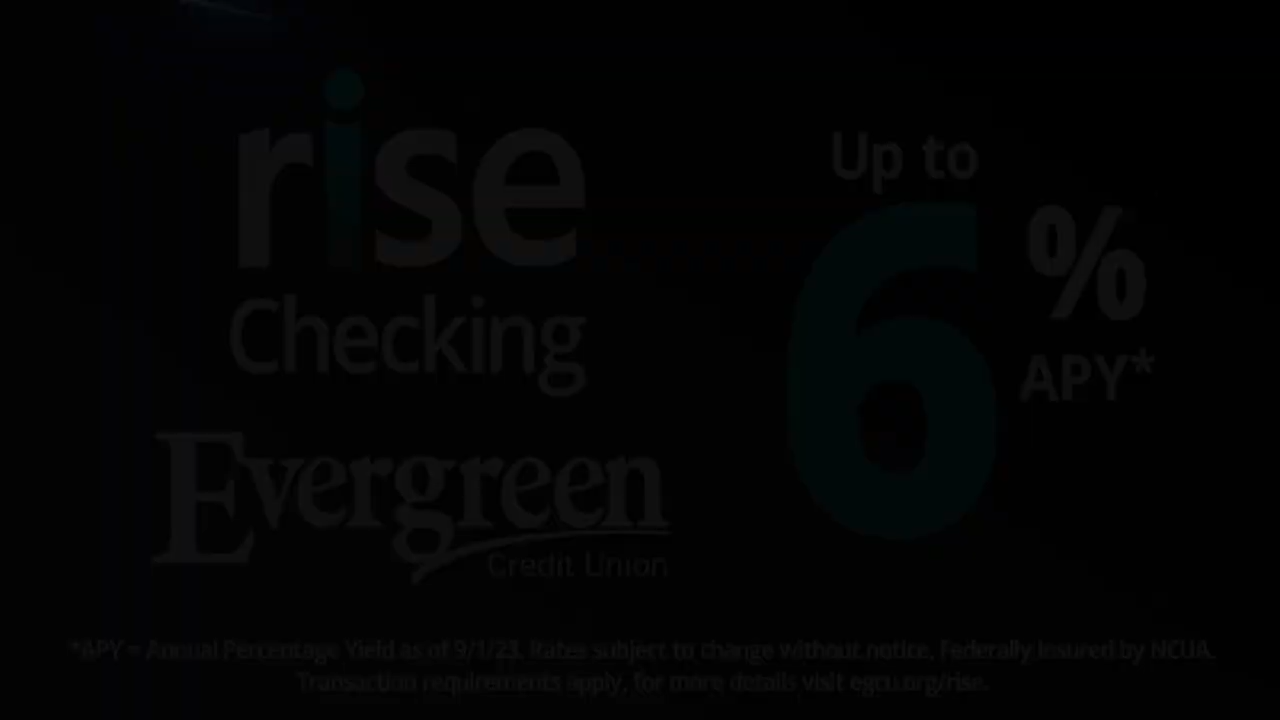 rise
Checking
Evergreen
Credit Union
Up to
6%
APY*
*APY = Annual Percentage Yield as of 9/1/23. Rates subject to change without notice. Federally insured by NCUA.
Transaction requirements apply, for more details visit egcu.org/rise.